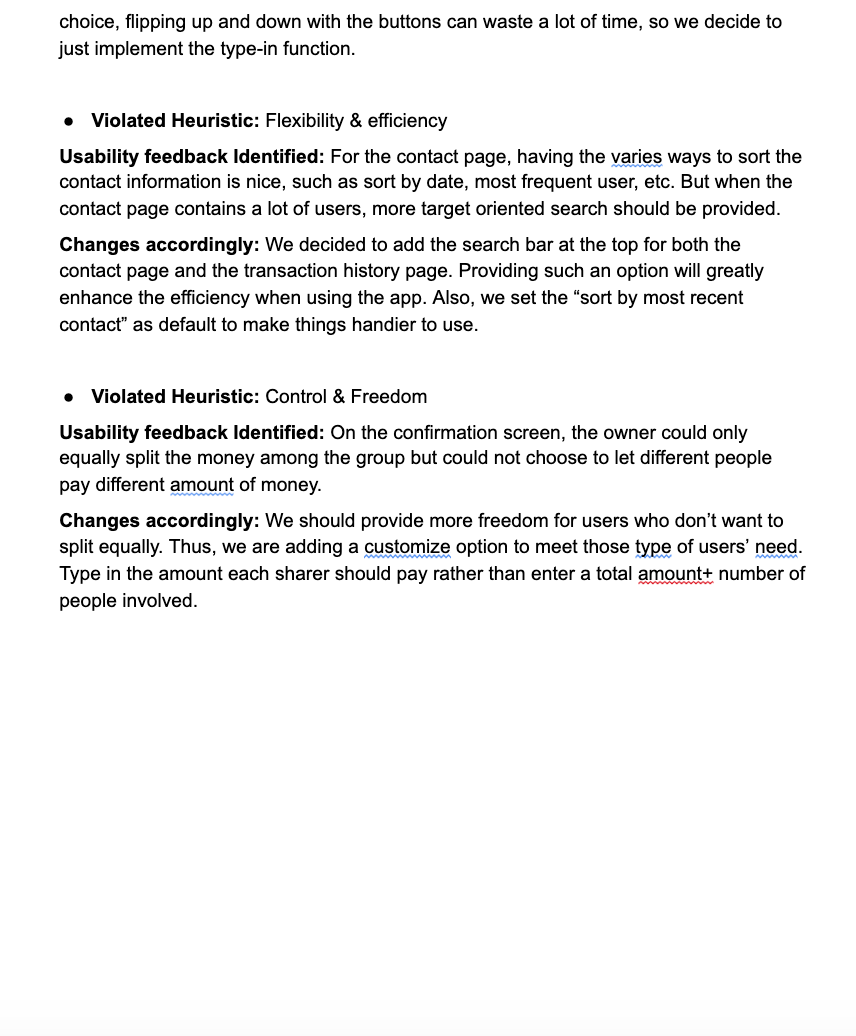 choice, flipping up and down with the buttons can waste a lot of time, so we decide to
just implement the type-in function.
● Violated Heuristic: Flexibility & efficiency
Usability feedback Identified: For the contact page, having the varies ways to sort the
contact information is nice, such as sort by date, most frequent user, etc. But when the
contact page contains a lot of users, more target oriented search should be provided.
Changes accordingly: We decided to add the search bar at the top for both the
contact page and the transaction history page. Providing such an option will greatly
enhance the efficiency when using the app. Also, we set the “sort by most recent
contact” as default to make things handier to use.
● Violated Heuristic: Control & Freedom
Usability feedback Identified: On the confirmation screen, the owner could only
equally split the money among the group but could not choose to let different people
pay different amount of money.
Changes accordingly: We should provide more freedom for users who don’t want to
split equally. Thus, we are adding a customize option to meet those type of users’ need.
Type in the amount each sharer should pay rather than enter a total amount+ number of
people involved.